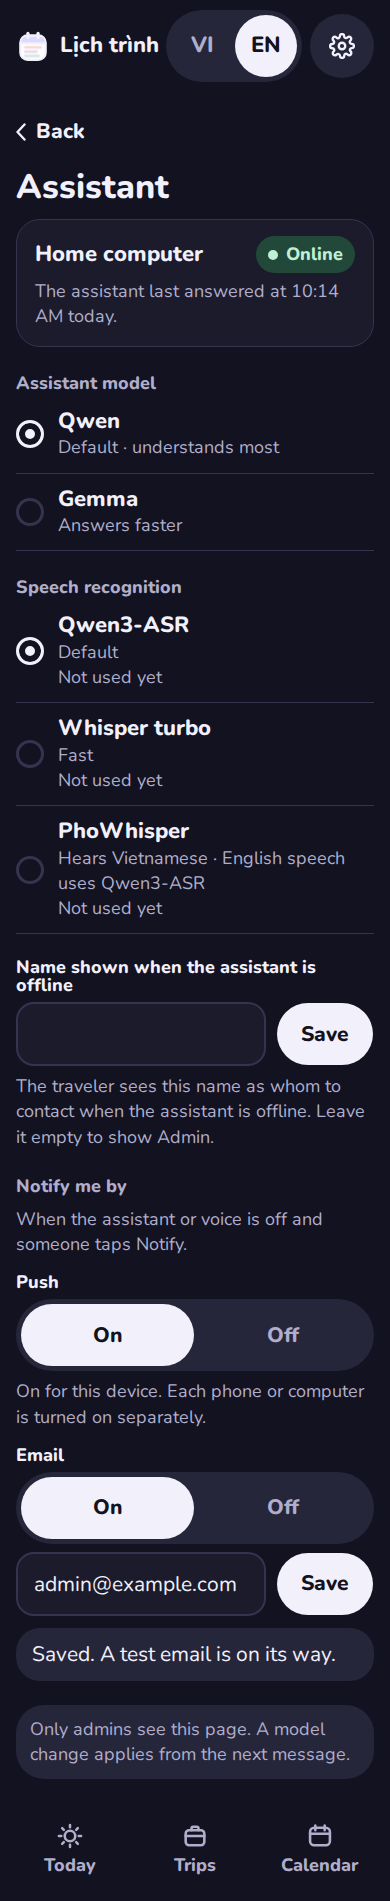 Lịch trình
VI
EN
Back
Assistant
Home computer
Online
The assistant last answered at 10:14
AM today.
Assistant model
Qwen
Default · understands most
Gemma
Answers faster
Speech recognition
Qwen3-ASR
Default
Not used yet
Whisper turbo
Fast
Not used yet
PhoWhisper
Hears Vietnamese · English speech
uses Qwen3-ASR
Not used yet
Name shown when the assistant is
offline
Save
The traveler sees this name as whom to
contact when the assistant is offline. Leave
it empty to show Admin.
Notify me by
When the assistant or voice is off and
someone taps Notify.
Push
On
Off
On for this device. Each phone or computer
is turned on separately.
Email
On
Off
admin@example.com
Save
Saved. A test email is on its way.
Only admins see this page. A model
change applies from the next message.
Today
Trips
Calendar